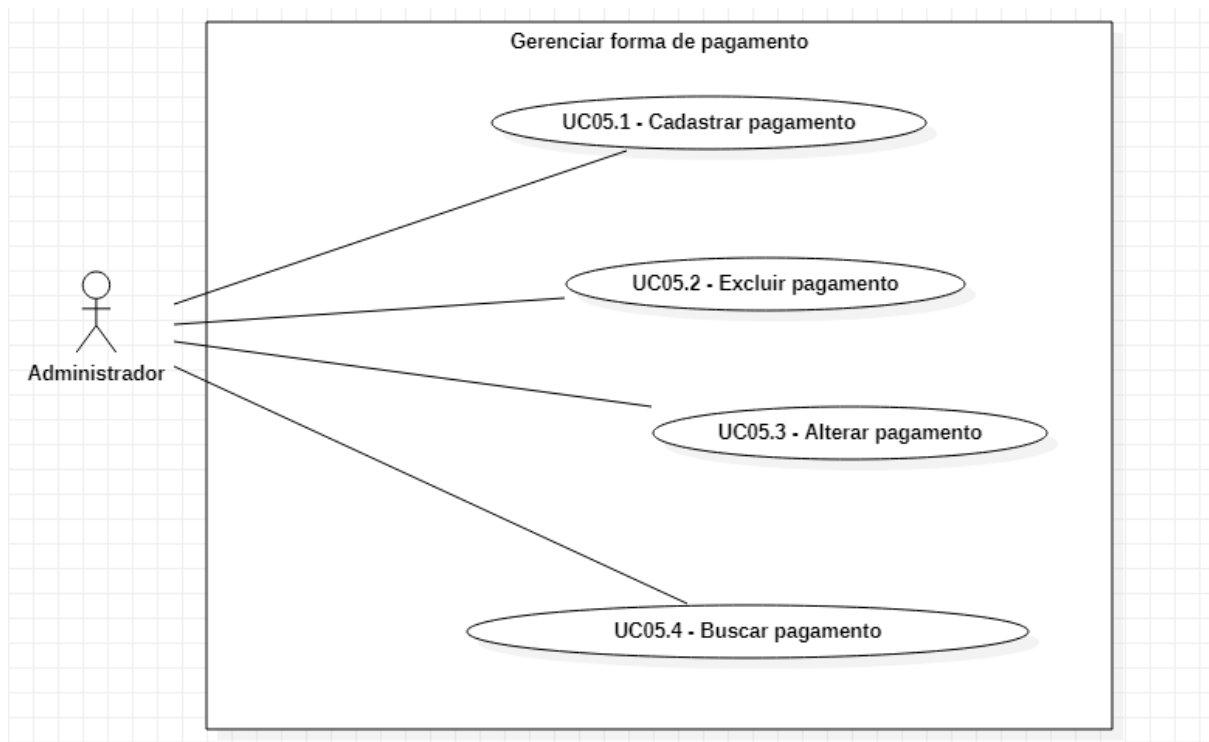 Gerenciar forma de pagamento
UC05.1 - Cadastrar pagamento
UC05.2 - Excluir pagamento
Administrador
UC05.3 - Alterar pagamento
UC05.4 - Buscar pagamento